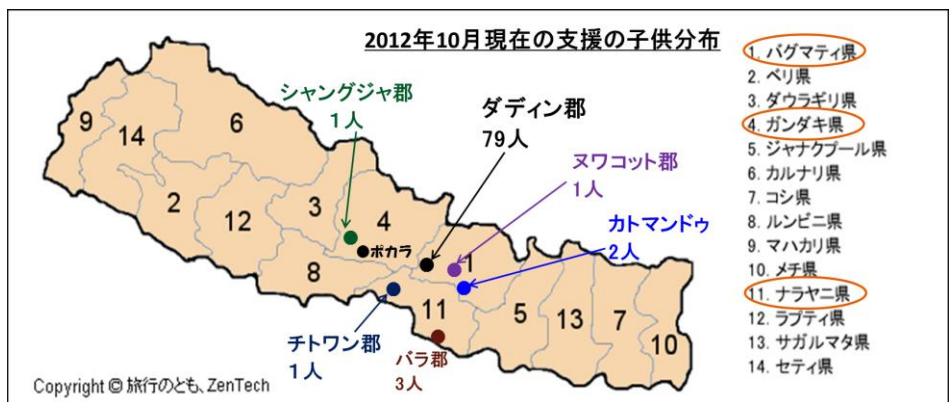 2012年10月現在の支援の子供分布
シャングジャ郡
1人
ダディン郡
79人
ヌワコット郡
1人
カトマンドゥ
2人
ポカラ
チトワン郡
1人
バラ郡
3人
9
14
6
2
12
3
4
8
1
11
5
13
7
10
1. バグマティ県
2. ベリ県
3. ダウラギリ県
4. ガンダキ県
5. ジャナクプール県
6. カルナリ県
7. コシ県
8. ルンビニ県
9. マハカリ県
10. メチ県
11. ナラヤニ県
12. ラプティ県
13. サガルマタ県
14. セティ県
Copyright © 旅行のとも、ZenTech